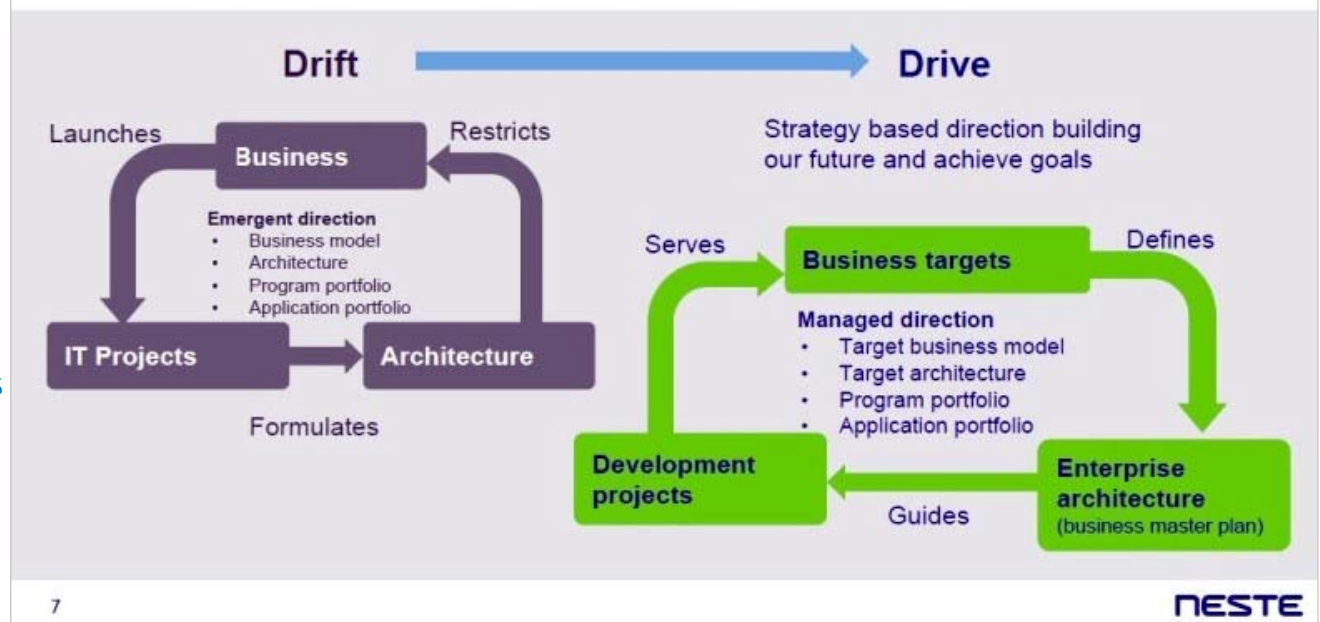 Drift
Drive
Launches
Business
Restricts
Emergent direction
• Business model
• Architecture
• Program portfolio
• Application portfolio
IT Projects
Architecture
Formulates
Strategy based direction building
our future and achieve goals
Serves
Business targets
Defines
Managed direction
• Target business model
• Target architecture
• Program portfolio
• Application portfolio
Development
projects
Guides
Enterprise
architecture
(business master plan)
7
NESTE